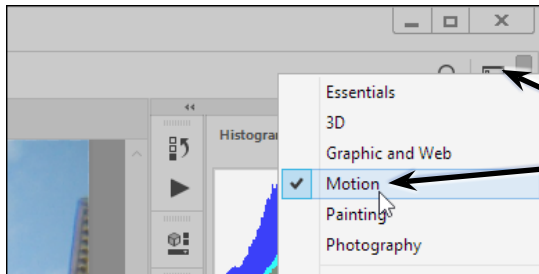 Essentials
3D
Histogra
Graphic and Web
Motion
Painting
Photography